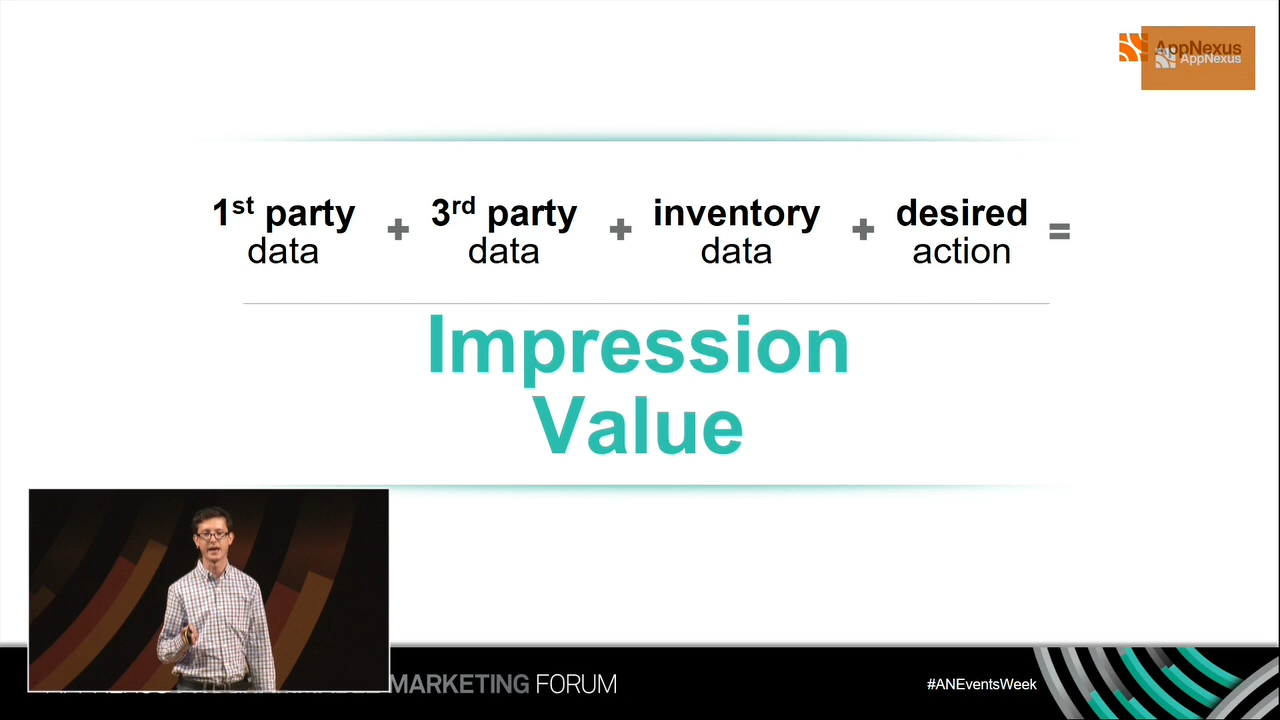 AppNexus
AppNexus
1st party + 3rd party + inventory + desired =
data data data action
Impression
Value
MARKETING FORUM
#ANEventsWeek